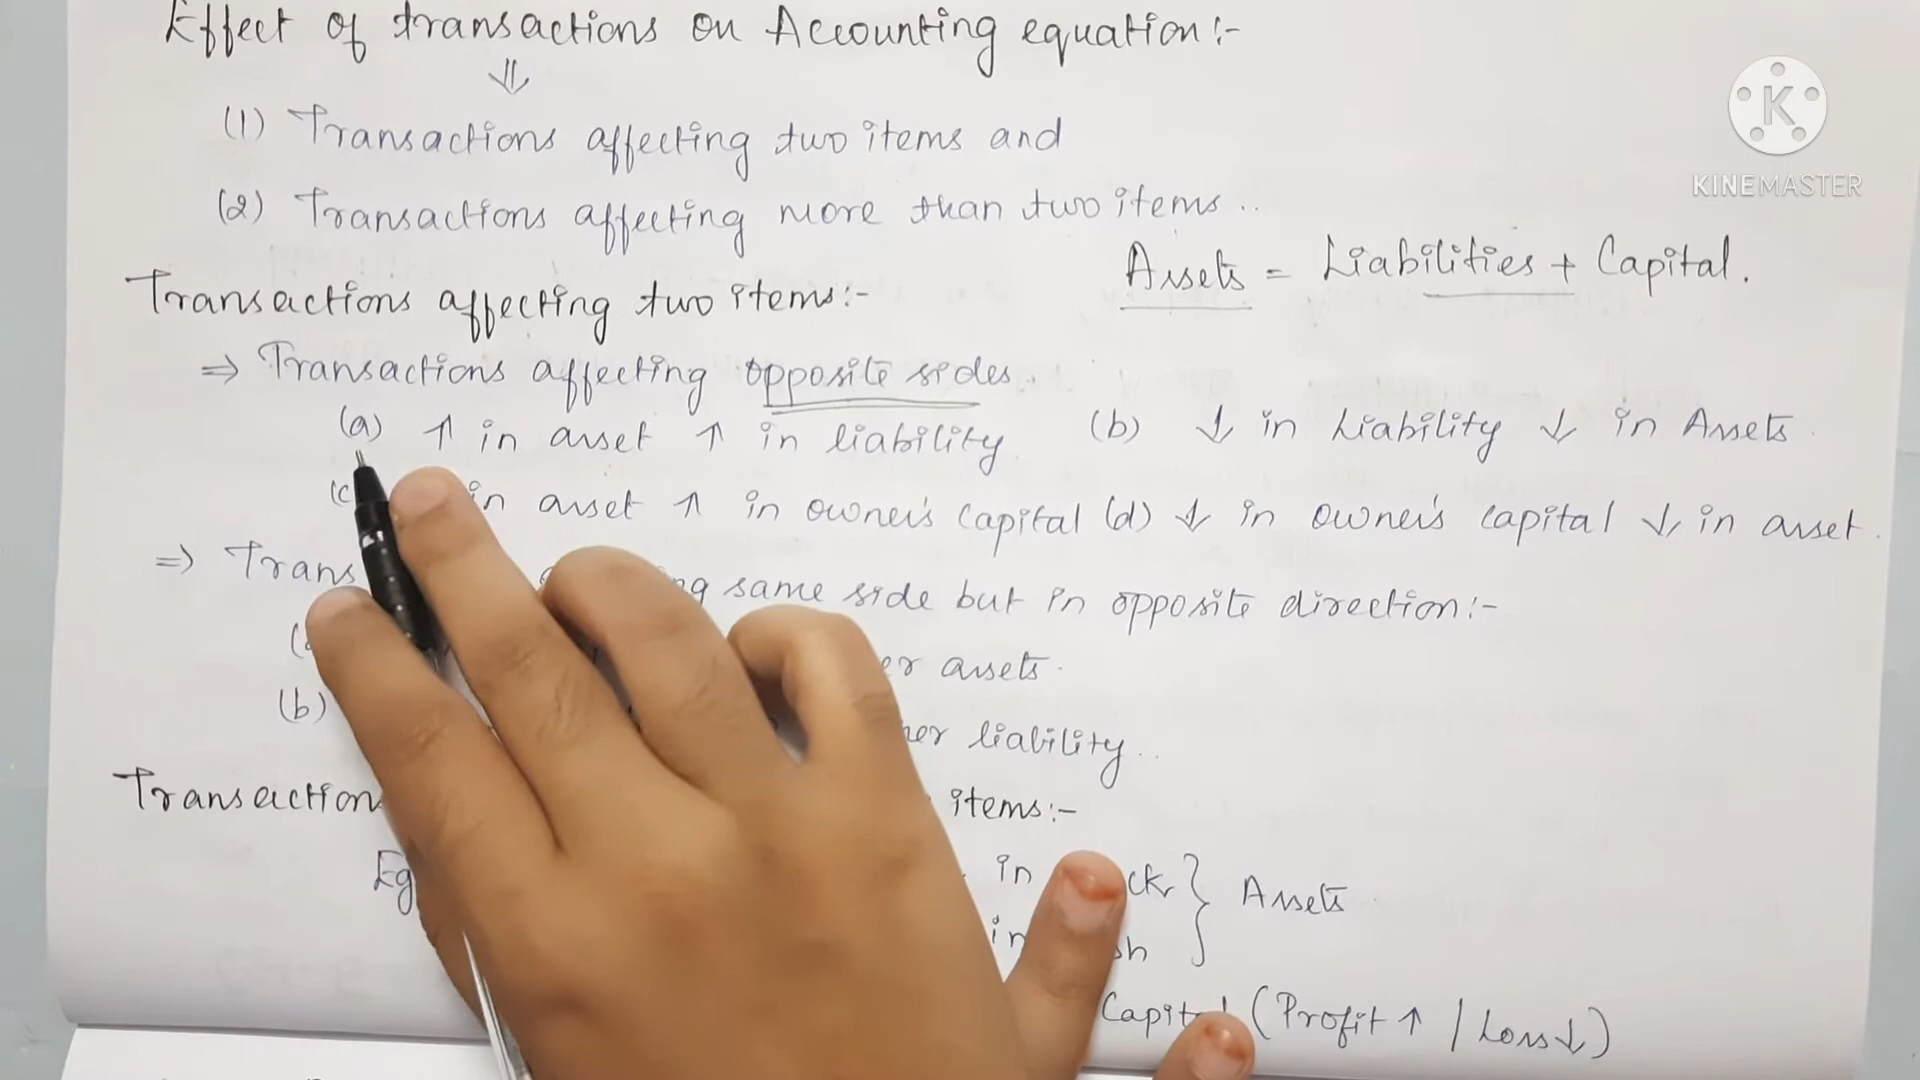 Effect of transactions on Accounting equation:-
⇓
(1) Transactions affecting two items and
(2) Transactions affecting more than two items..
Assets = Liabilities + Capital.
Transactions affecting two items:-
⇒ Transactions affecting opposite sides.
(a) ↑ in asset ↑ in liability (b) ↓ in Liability ↓ in Assets
(c in asset ↑ in owner's capital (d) ↓ in owner's capital ↓ in asset.
⇒ Trans same side but in opposite direction:-
assets.
(b) liability..
Transaction items:-
Eg in } Assets
in
(Profit ↑ / Loss ↓)
KINEMASTER